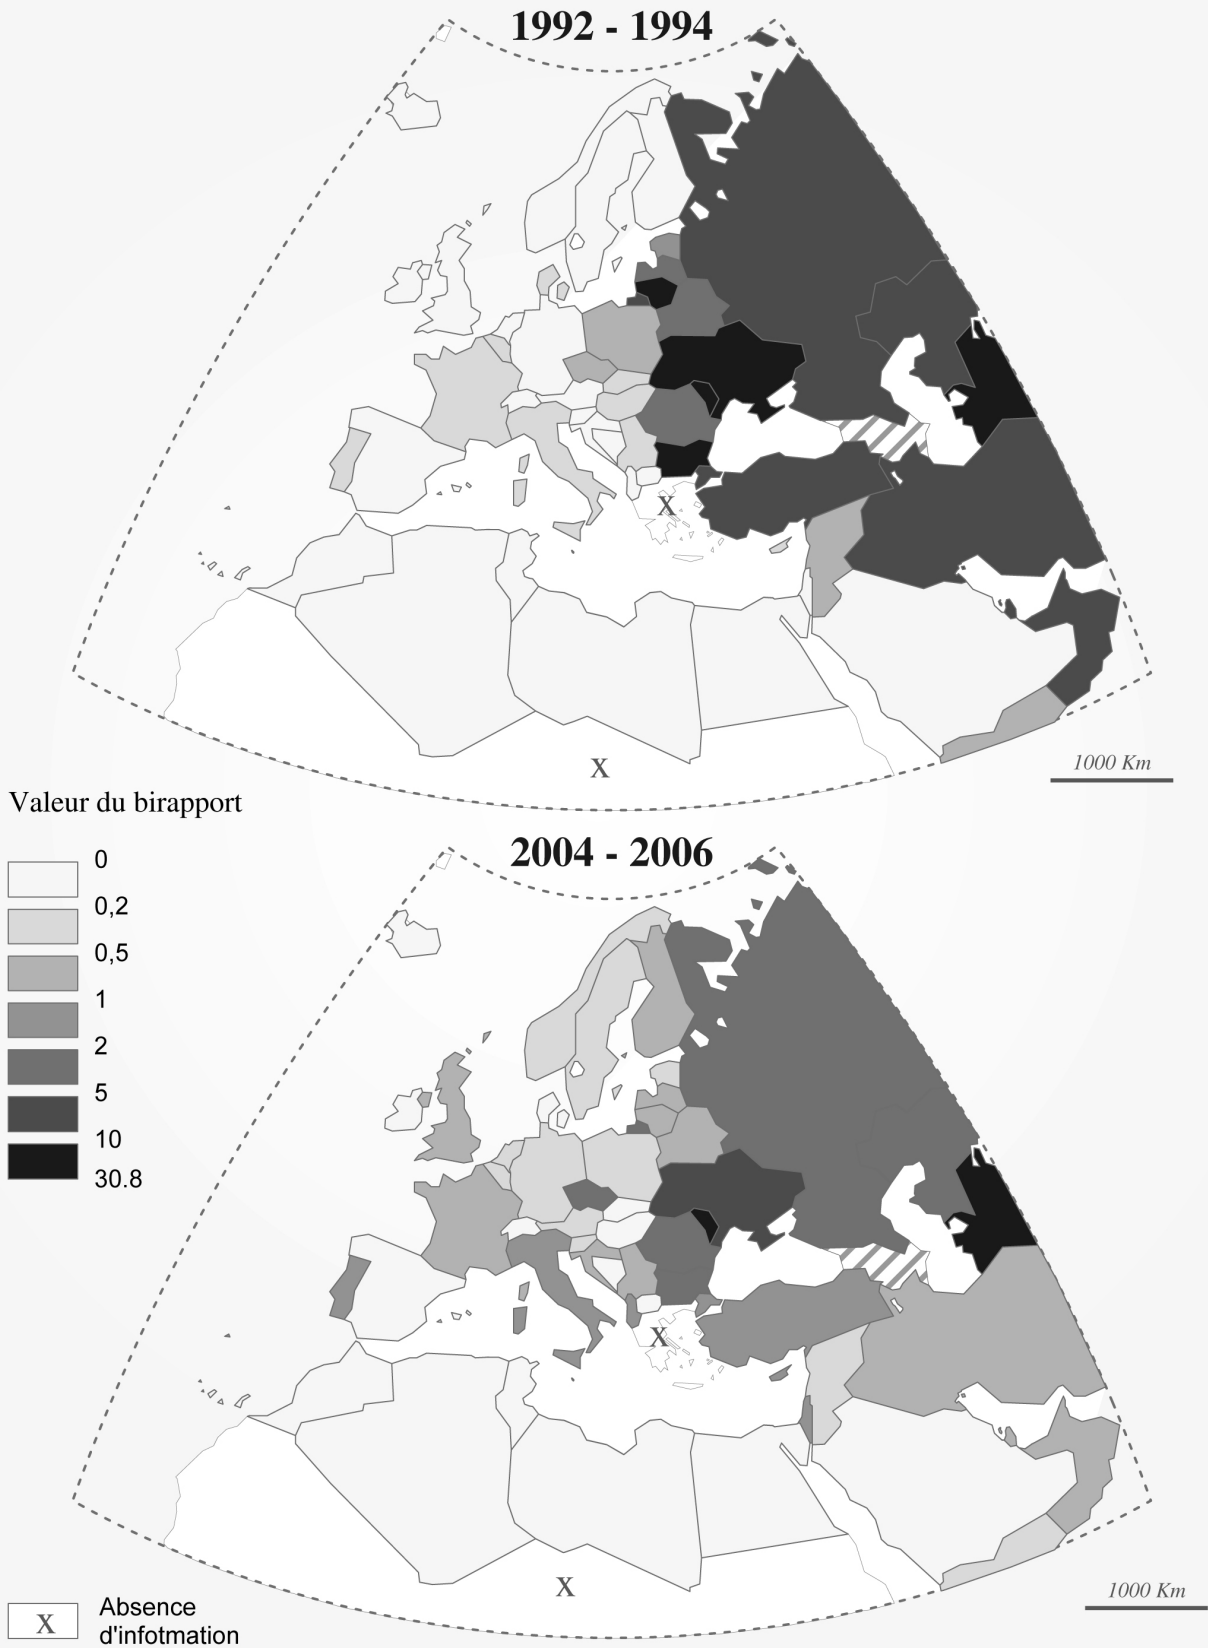 1992 - 1994
X
X
1000 Km
Valeur du birapport
0
0,2
0,5
1
2
5
10
30.8
2004 - 2006
X
X
1000 Km
X
Absence
d'infotmation